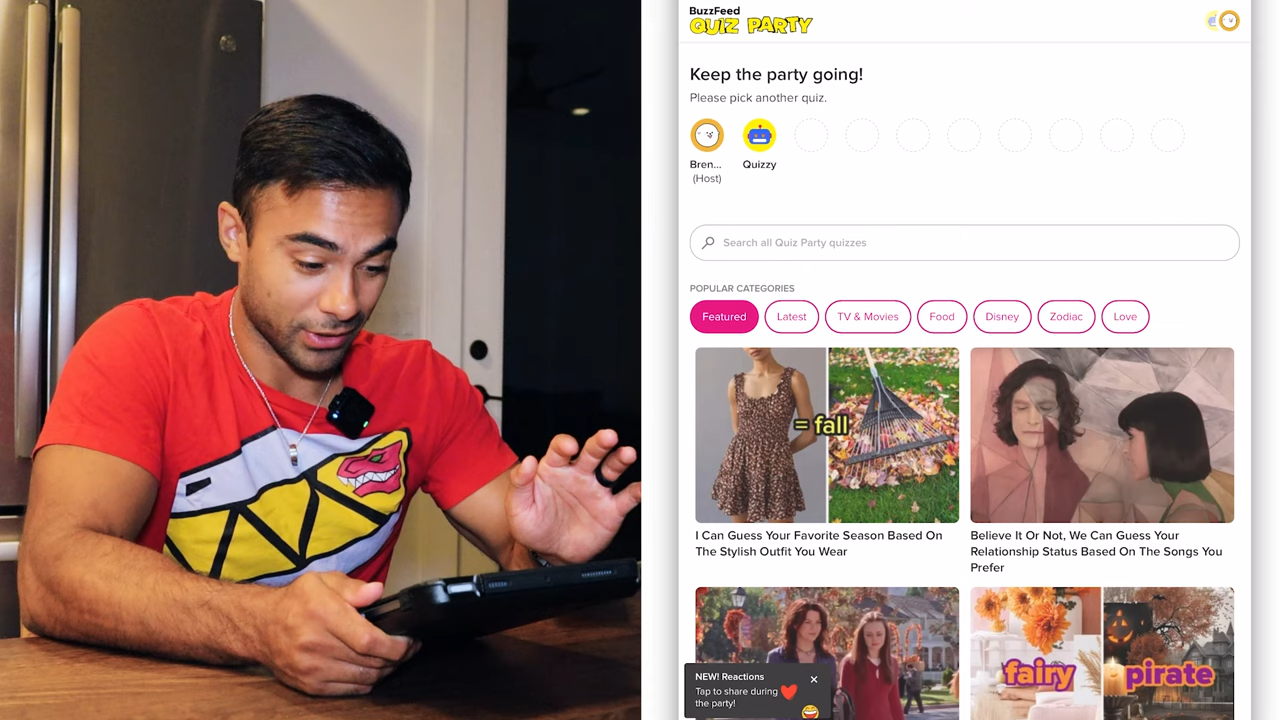 BuzzFeed
QUIZ PARTY
Keep the party going!
Please pick another quiz.
Bren...
(Host)
Quizzy
Search all Quiz Party quizzes
POPULAR CATEGORIES
Featured
Latest
TV & Movies
Food
Disney
Zodiac
Love
= fall
I Can Guess Your Favorite Season Based On
The Stylish Outfit You Wear
Believe It Or Not, We Can Guess Your
Relationship Status Based On The Songs You
Prefer
fairy
pirate
NEW! Reactions
Tap to share during
the party!